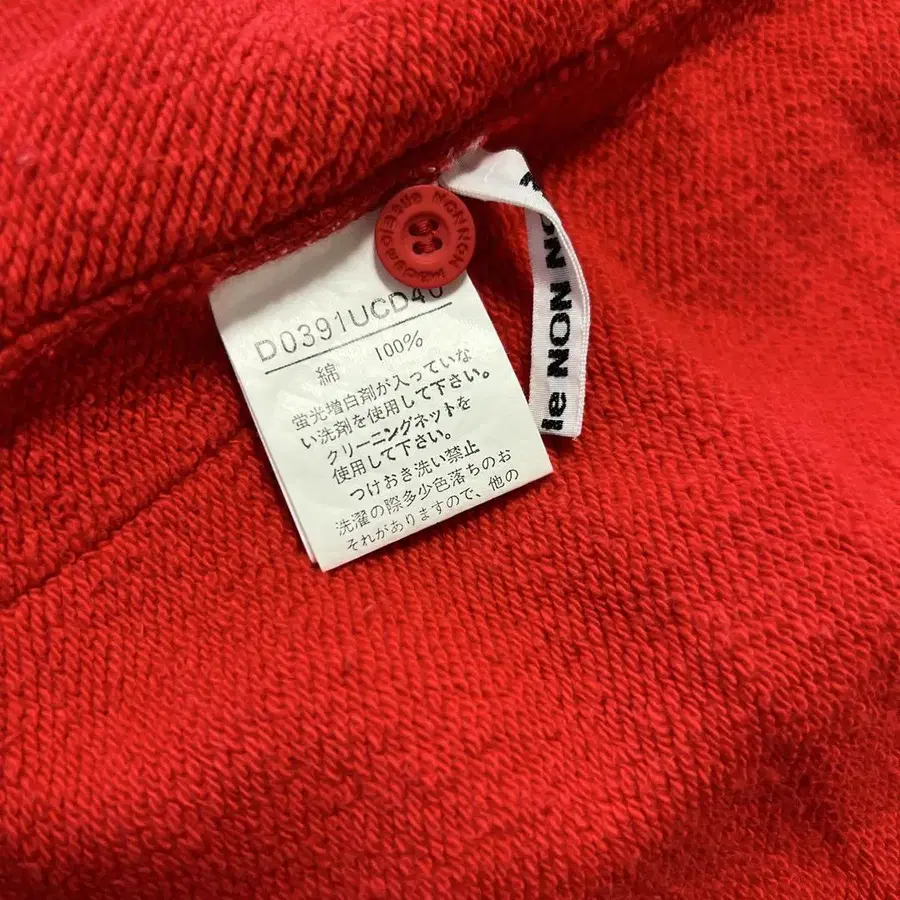 D0391UCD40
綿 100%
蛍光増白剤が入っていな
い洗剤を使用して下さい。
クリーニングネットを
使用して下さい。
つけおき洗い禁止
洗濯の際多少色落ちのお
それがありますので、他の
NONNON
ie NON NO